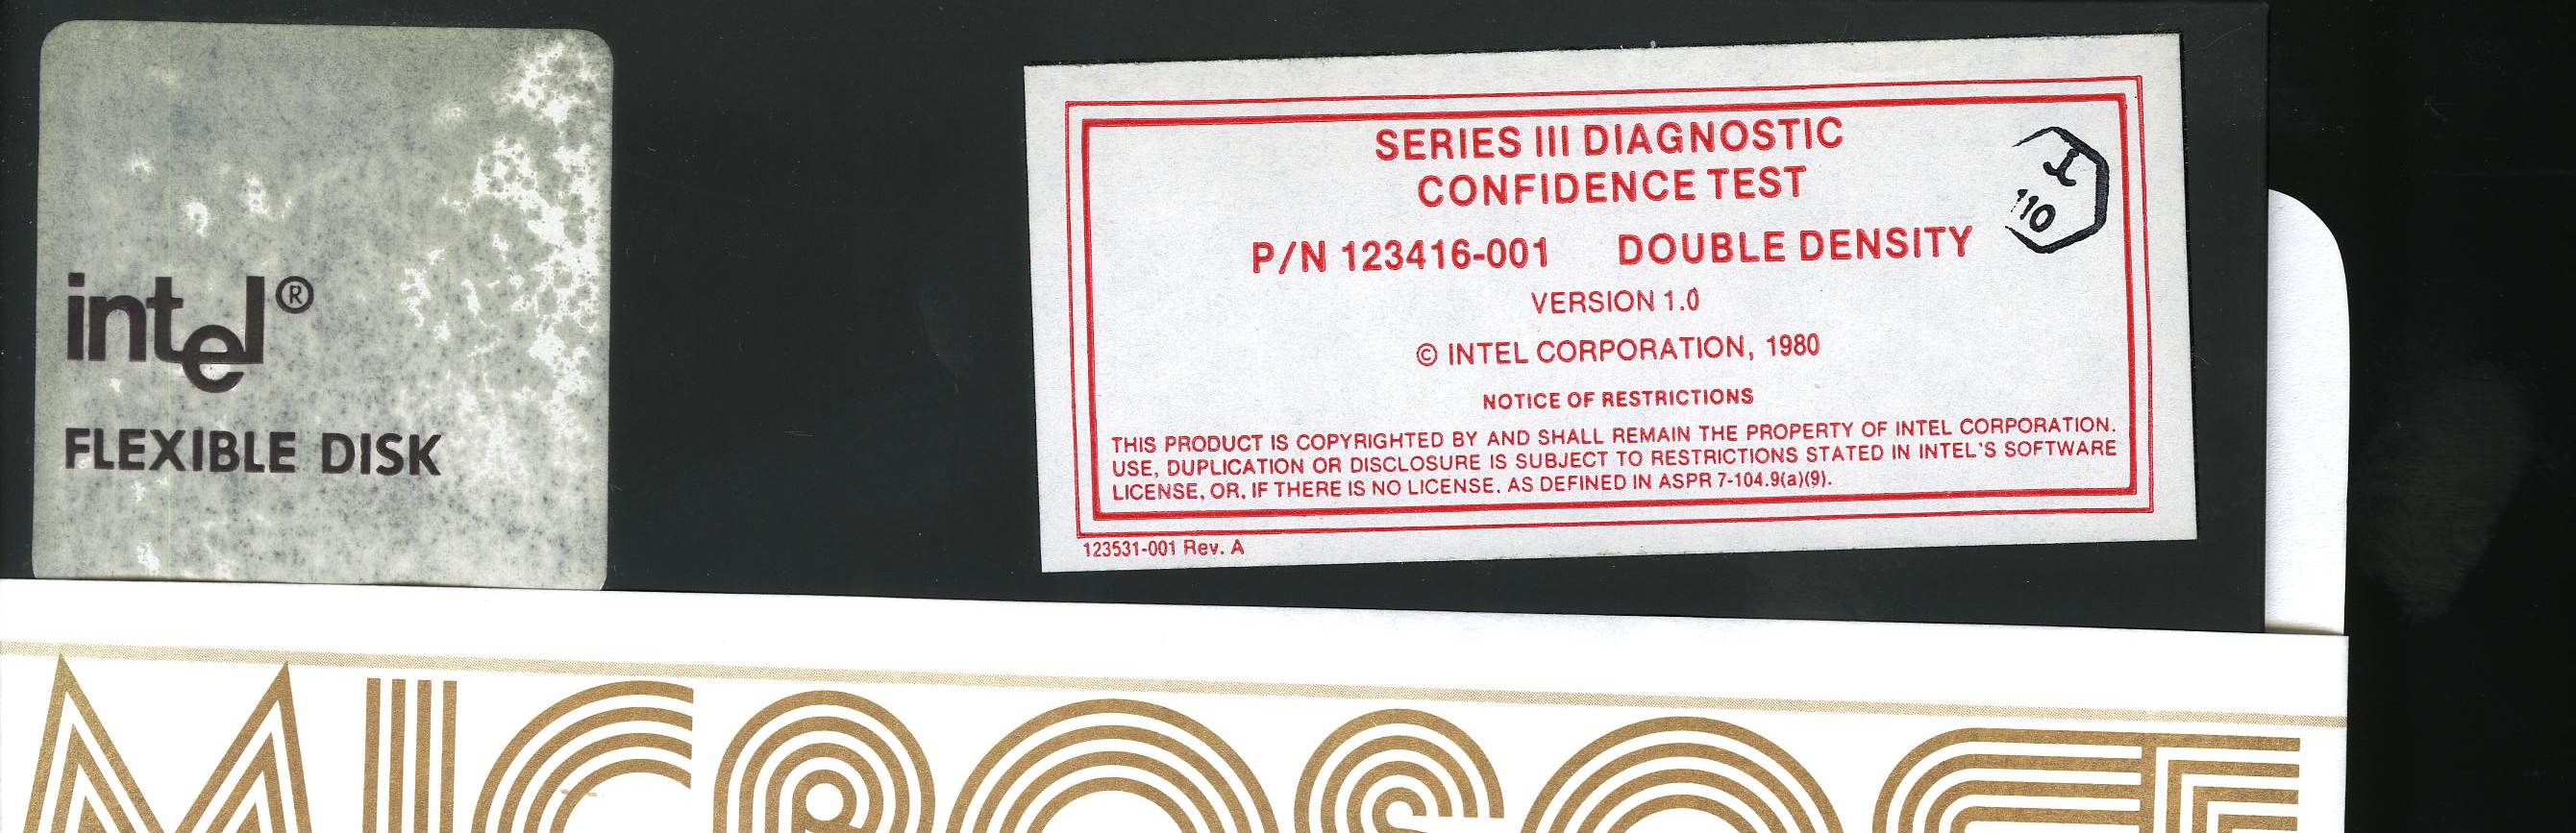 intel®
FLEXIBLE DISK
SERIES III DIAGNOSTIC
CONFIDENCE TEST
P/N 123416-001 DOUBLE DENSITY
VERSION 1.0
© INTEL CORPORATION, 1980
NOTICE OF RESTRICTIONS
THIS PRODUCT IS COPYRIGHTED BY AND SHALL REMAIN THE PROPERTY OF INTEL CORPORATION.
USE, DUPLICATION OR DISCLOSURE IS SUBJECT TO RESTRICTIONS STATED IN INTEL'S SOFTWARE
LICENSE, OR, IF THERE IS NO LICENSE, AS DEFINED IN ASPR 7-104.9(a)(9).
123531-001 Rev. A
I
110
MICROSOFT